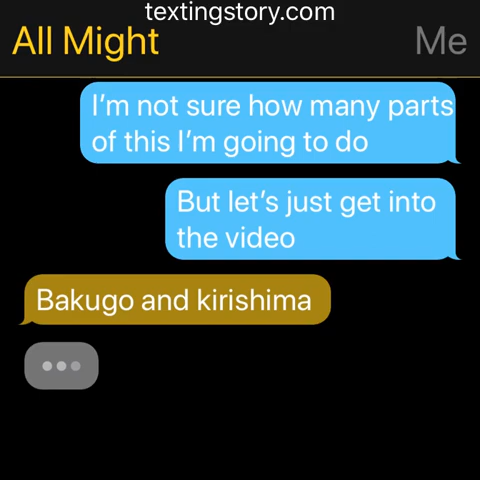 textingstory.com
All Might Me
I’m not sure how many parts
of this I’m going to do
But let’s just get into
the video
Bakugo and kirishima